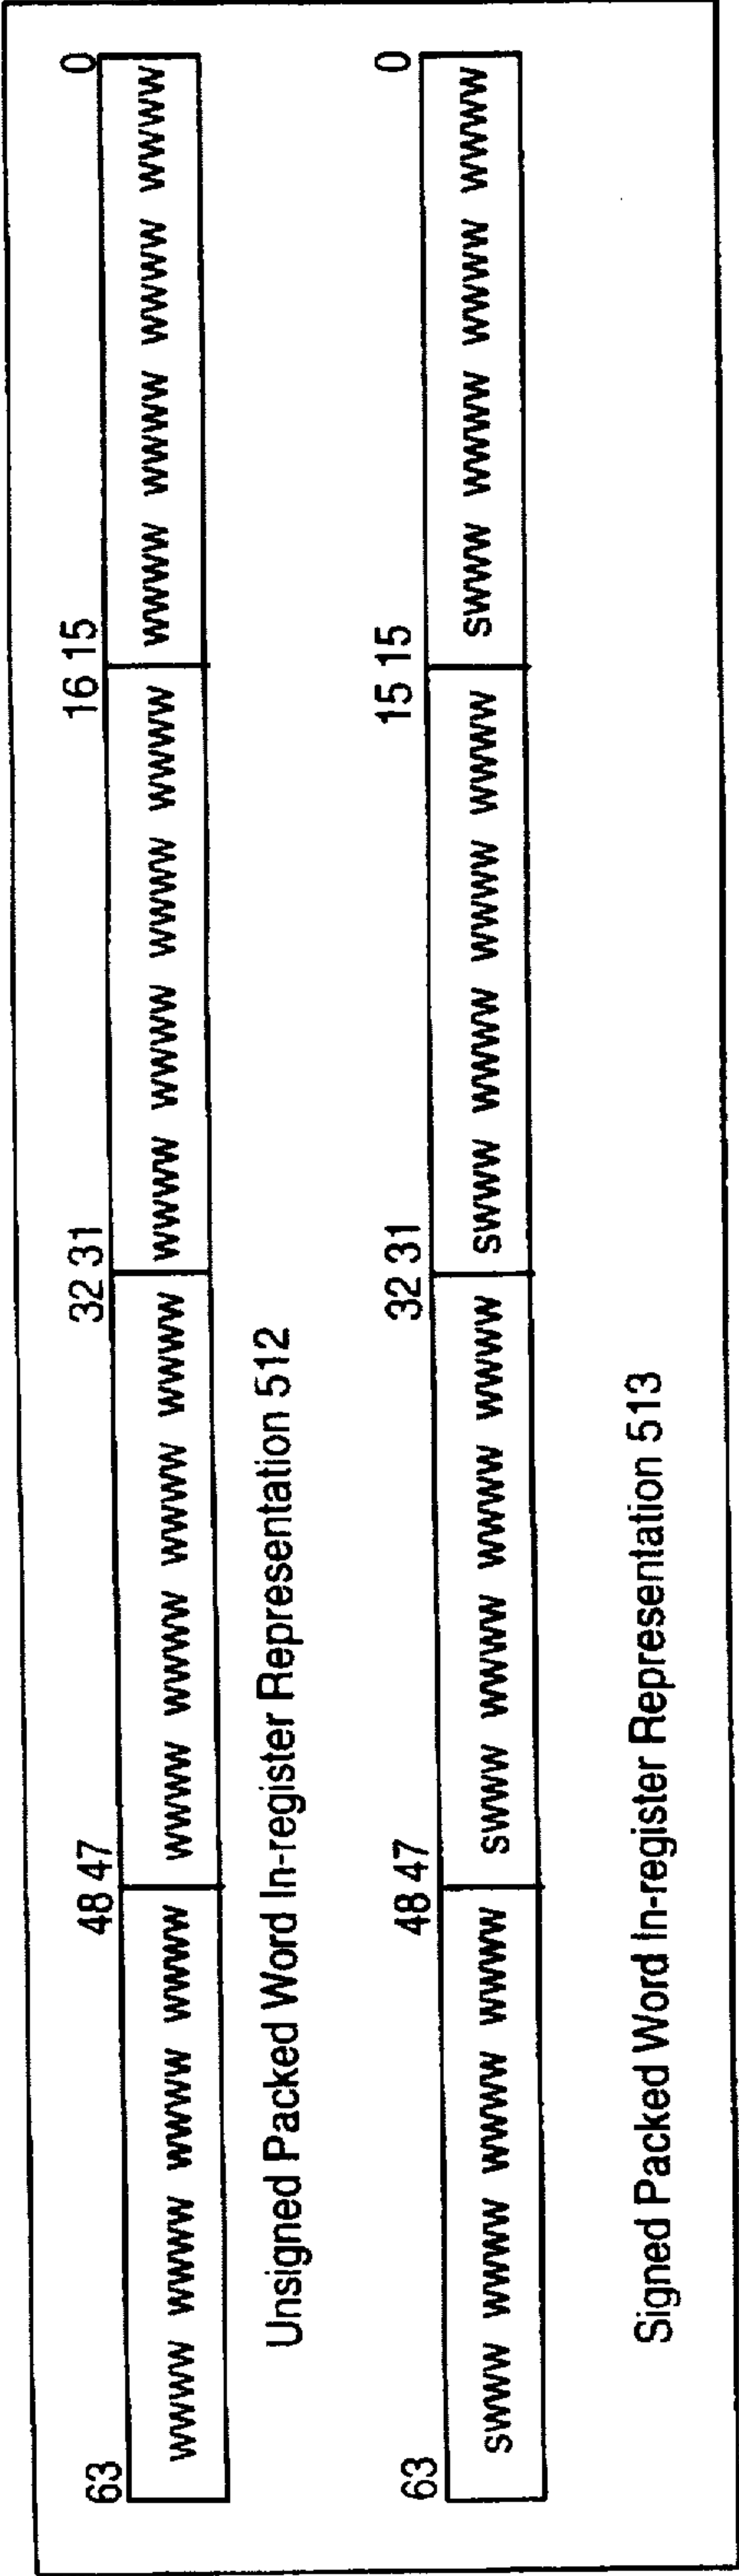 63 48 47 32 31 16 15 0
wwww wwww wwww wwww wwww wwww wwww wwww wwww wwww wwww wwww wwww wwww wwww wwww
Unsigned Packed Word In-register Representation 512
63 48 47 32 31 15 15 0
swww wwww wwww wwww swww wwww wwww wwww swww wwww wwww wwww swww wwww wwww wwww
Signed Packed Word In-register Representation 513